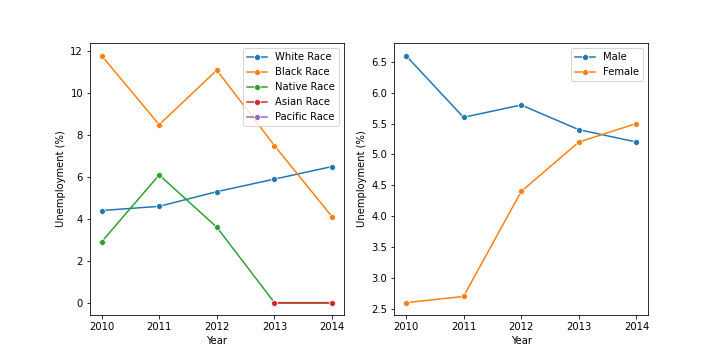 12
10
8
6
4
2
0
Unemployment (%)
2010 2011 2012 2013 2014
Year
White Race
Black Race
Native Race
Asian Race
Pacific Race
6.5
6.0
5.5
5.0
4.5
4.0
3.5
3.0
2.5
Unemployment (%)
2010 2011 2012 2013 2014
Year
Male
Female